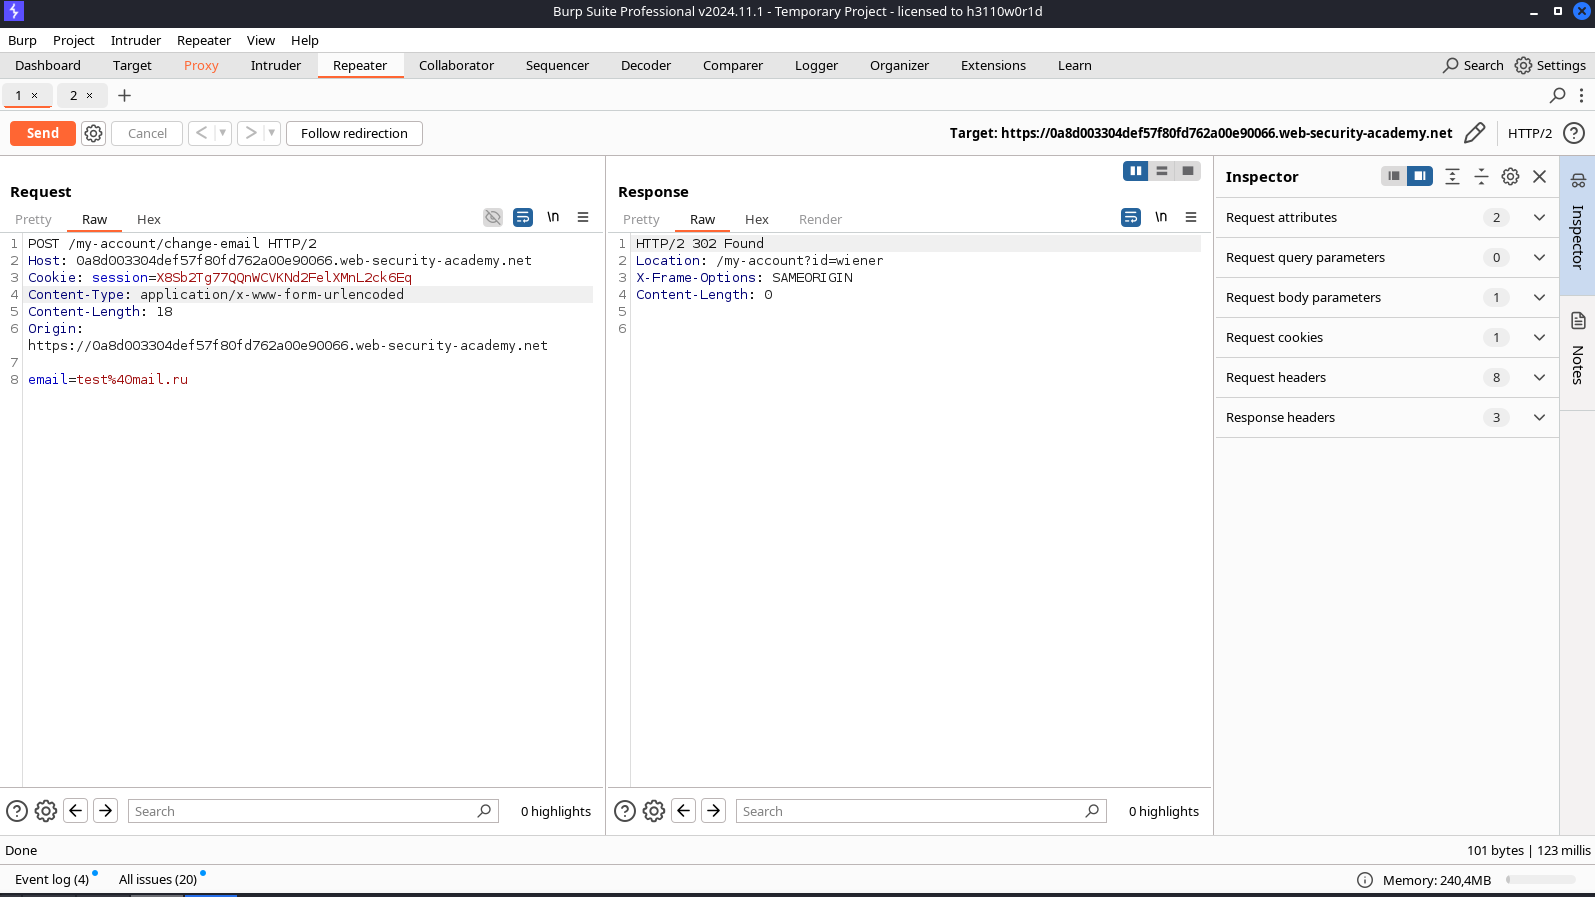 Burp Suite Professional v2024.11.1 - Temporary Project - licensed to h3110w0r1d
Burp Project Intruder Repeater View Help
Dashboard Target Proxy Intruder Repeater Collaborator Sequencer Decoder Comparer Logger Organizer Extensions Learn Search Settings
1 × 2 × +
Send Cancel < > Follow redirection Target: https://0a8d003304def57f80fd762a00e90066.web-security-academy.net HTTP/2
Request
Pretty Raw Hex \n
1 POST /my-account/change-email HTTP/2
2 Host: 0a8d003304def57f80fd762a00e90066.web-security-academy.net
3 Cookie: session=X8Sb2Tg77QQnWCVKNd2FelXMnL2ck6Eq
4 Content-Type: application/x-www-form-urlencoded
5 Content-Length: 18
6 Origin:
https://0a8d003304def57f80fd762a00e90066.web-security-academy.net
7
8 email=test%40mail.ru
Search 0 highlights
Response
Pretty Raw Hex Render \n
1 HTTP/2 302 Found
2 Location: /my-account?id=wiener
3 X-Frame-Options: SAMEORIGIN
4 Content-Length: 0
5
6
Search 0 highlights
Inspector
Request attributes 2
Request query parameters 0
Request body parameters 1
Request cookies 1
Request headers 8
Response headers 3
Inspector
Notes
Done 101 bytes | 123 millis
Event log (4) All issues (20) Memory: 240,4MB